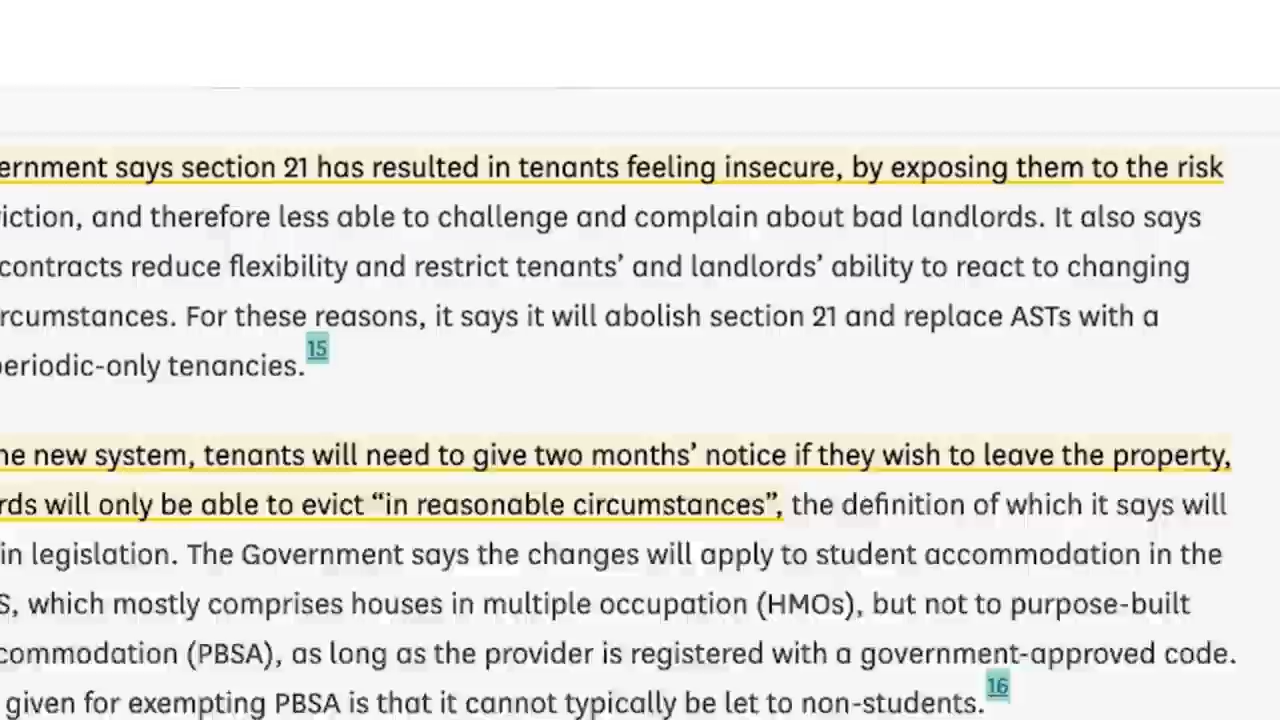 ernment says section 21 has resulted in tenants feeling insecure, by exposing them to the risk
iction, and therefore less able to challenge and complain about bad landlords. It also says
contracts reduce flexibility and restrict tenants’ and landlords’ ability to react to changing
rcumstances. For these reasons, it says it will abolish section 21 and replace ASTs with a
periodic-only tenancies.15
he new system, tenants will need to give two months’ notice if they wish to leave the property,
rds will only be able to evict “in reasonable circumstances”, the definition of which it says will
in legislation. The Government says the changes will apply to student accommodation in the
S, which mostly comprises houses in multiple occupation (HMOs), but not to purpose-built
commodation (PBSA), as long as the provider is registered with a government-approved code.
given for exempting PBSA is that it cannot typically be let to non-students.16